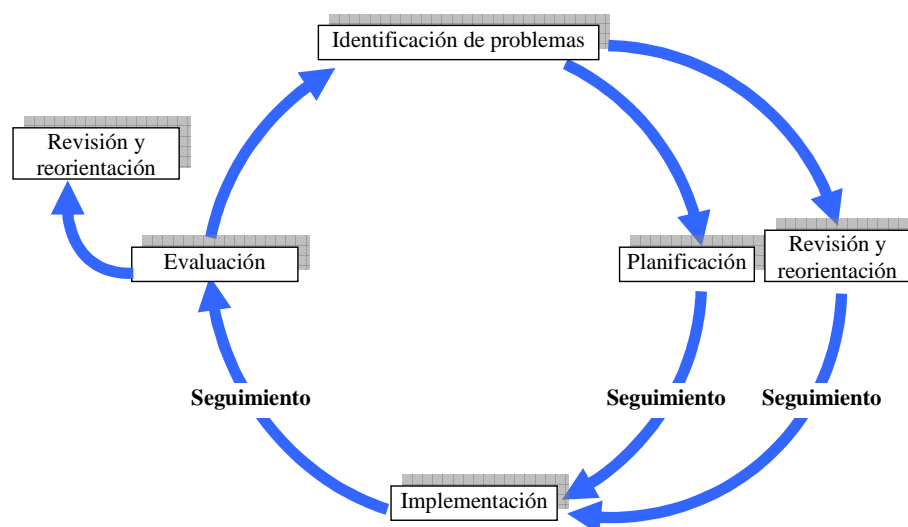 Identificación de problemas
Revisión y
reorientación
Evaluación
Planificación
Revisión y
reorientación
Seguimiento
Seguimiento
Seguimiento
Implementación